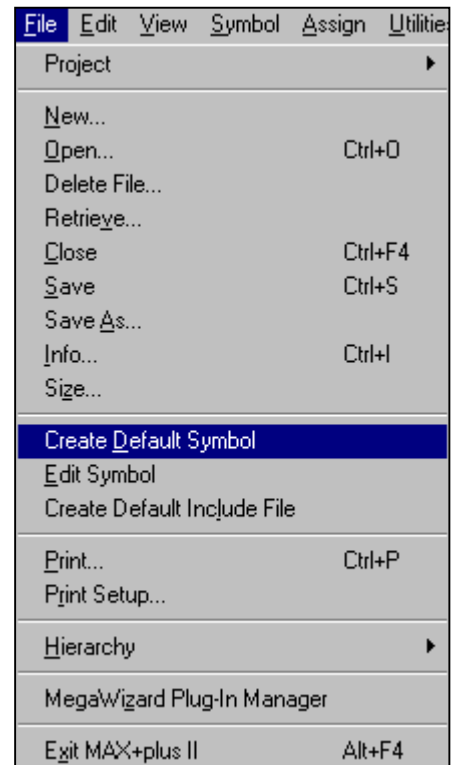 File Edit View Symbol Assign Utilitie
Project
New...
Open... Ctrl+O
Delete File...
Retrieve...
Close Ctrl+F4
Save Ctrl+S
Save As...
Info... Ctrl+I
Size...
Create Default Symbol
Edit Symbol
Create Default Include File
Print... Ctrl+P
Print Setup...
Hierarchy
MegaWizard Plug-In Manager
Exit MAX+plus II Alt+F4